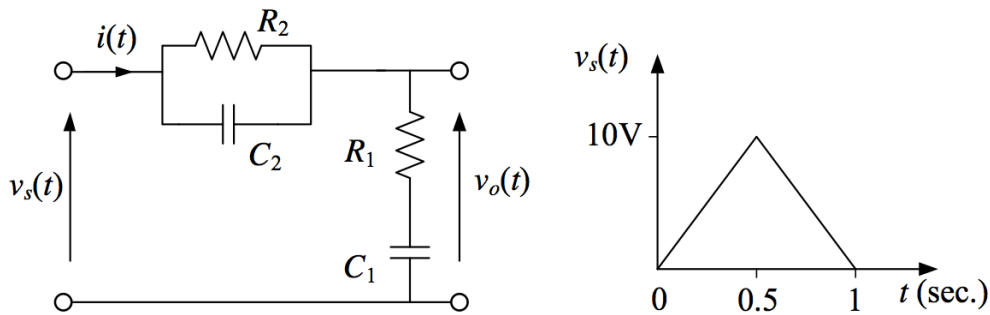 i(t)
R₂
C₂
R₁
C₁
vₛ(t)
vₒ(t)
vₛ(t)
10V
0
0.5
1
t (sec.)